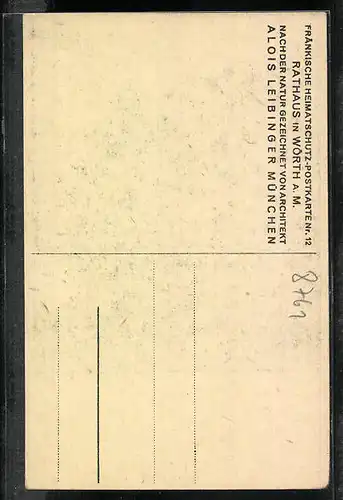 FRÄNKISCHE HEIMATSCHUTZ-POSTKARTE Nr. 12
RATHAUS IN WÖRTH A. M.
NACH DER NATUR GEZEICHNET VON ARCHITEKT
ALOIS LEIBINGER MÜNCHEN
8761